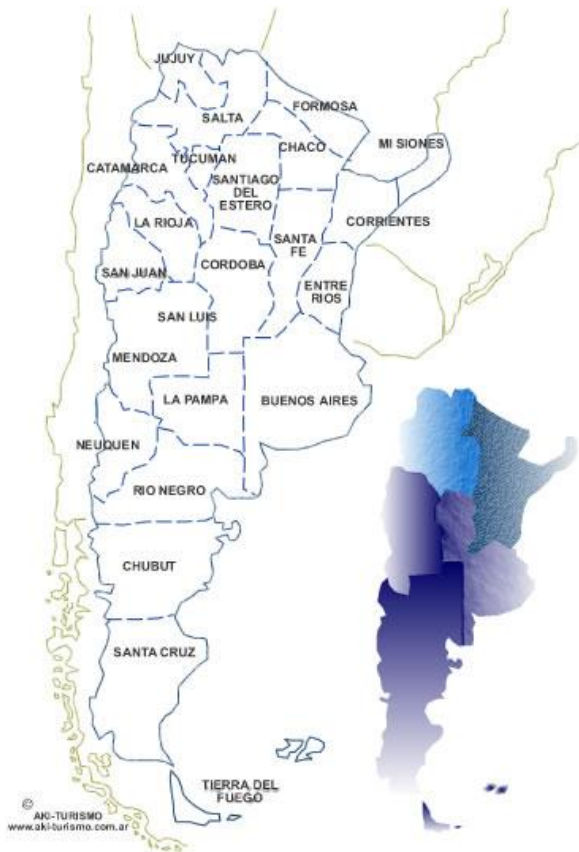 JUJUY
SALTA
FORMOSA
CHACO
MISIONES
TUCUMAN
CATAMARCA
SANTIAGO
DEL
ESTERO
CORRIENTES
LA RIOJA
SANTA
FE
CORDOBA
SAN JUAN
ENTRE
RIOS
SAN LUIS
MENDOZA
LA PAMPA
BUENOS AIRES
NEUQUEN
RIO NEGRO
CHUBUT
SANTA CRUZ
TIERRA DEL
FUEGO
©
AKI-TURISMO
www.aki-turismo.com.ar